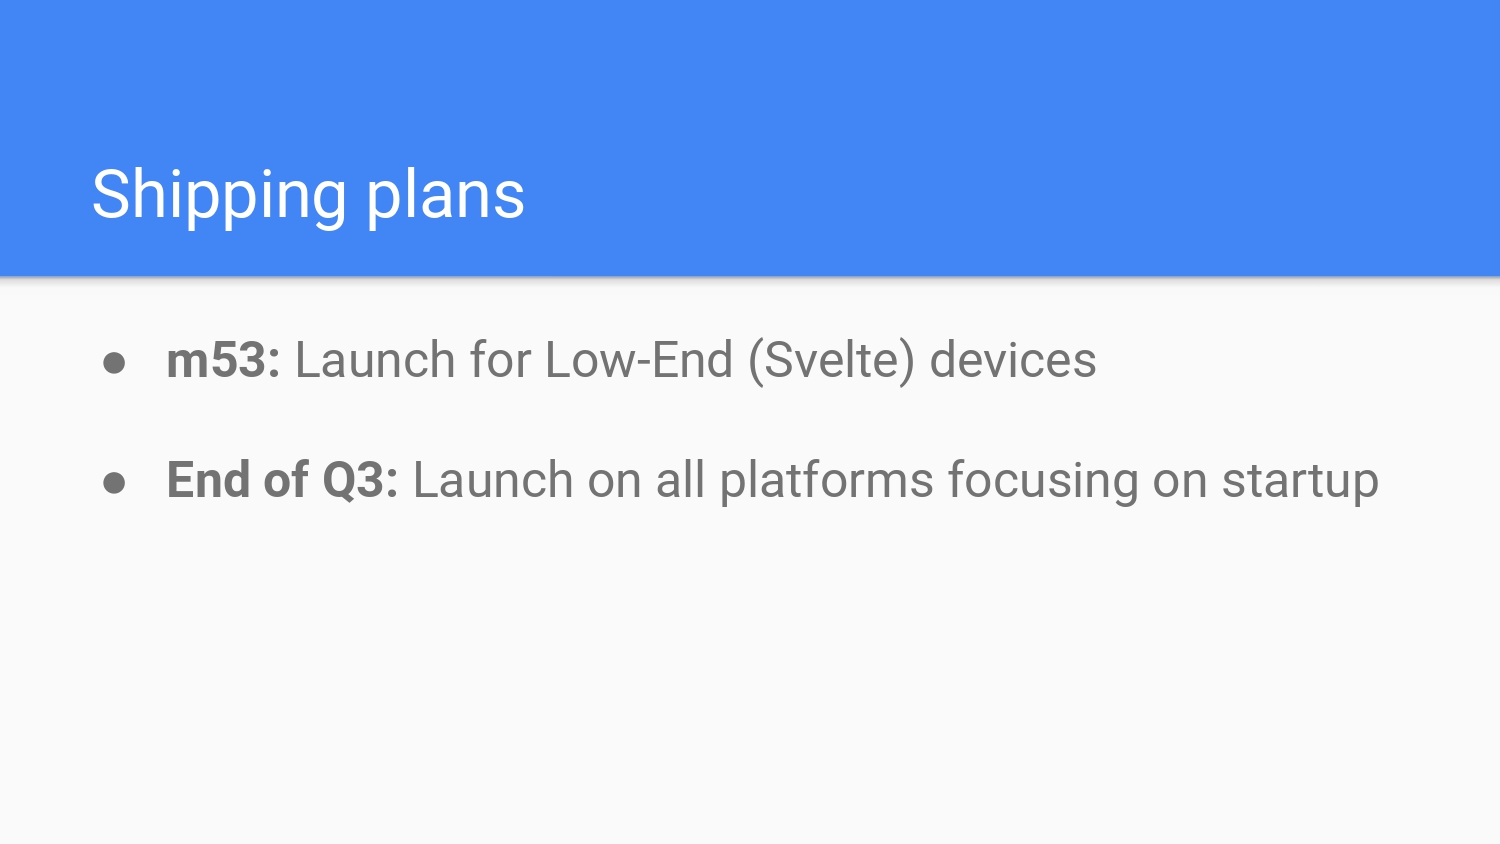 Shipping plans
● m53: Launch for Low-End (Svelte) devices
● End of Q3: Launch on all platforms focusing on startup